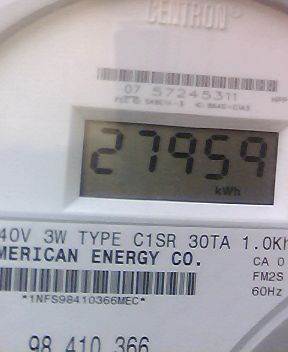 CENTRON
07 57245311
27959
kWh
40V 3W TYPE C1SR 30TA 1.0Kh
MERICAN ENERGY CO.
CA 0
FM2S
60Hz
*1NFS98410366MEC*
98 410 366